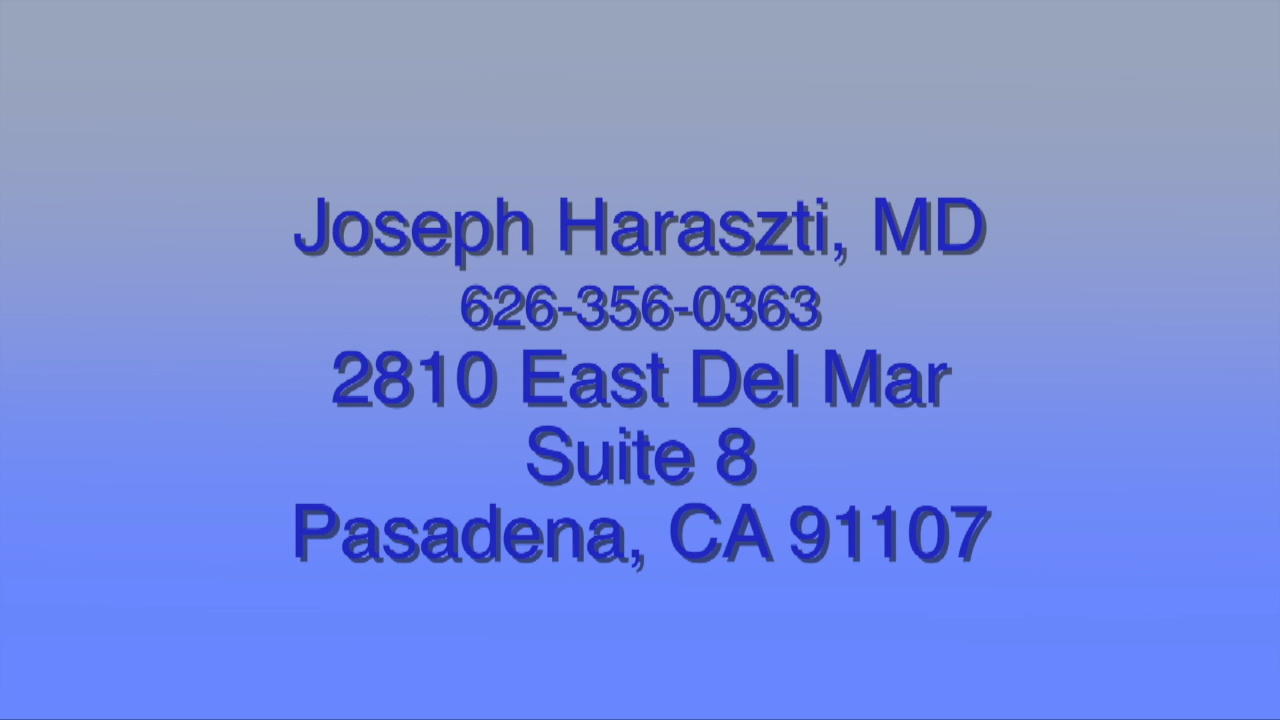 Joseph Haraszti, MD
626-356-0363
2810 East Del Mar
Suite 8
Pasadena, CA 91107